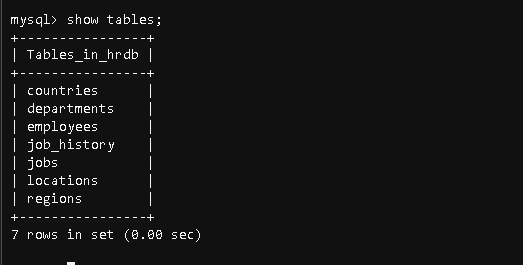 mysql> show tables;
+----------------+
| Tables_in_hrdb |
+----------------+
| countries      |
| departments    |
| employees      |
| job_history    |
| jobs           |
| locations      |
| regions        |
+----------------+
7 rows in set (0.00 sec)